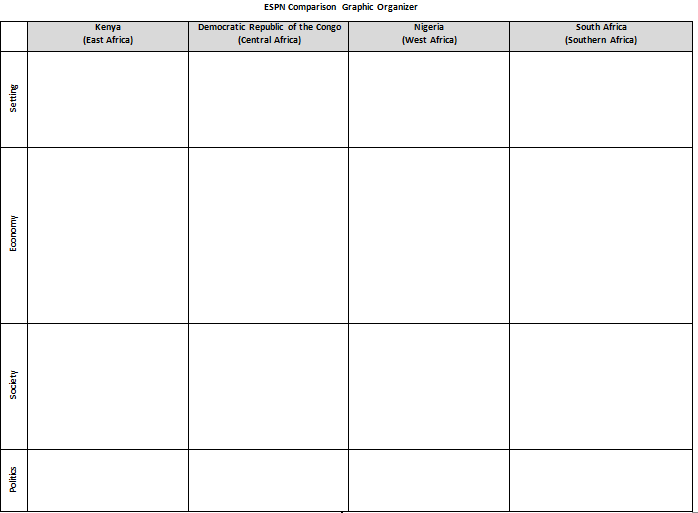 ESPN Comparison Graphic Organizer
Kenya
(East Africa)
Democratic Republic of the Congo
(Central Africa)
Nigeria
(West Africa)
South Africa
(Southern Africa)
Setting
Economy
Society
Politics